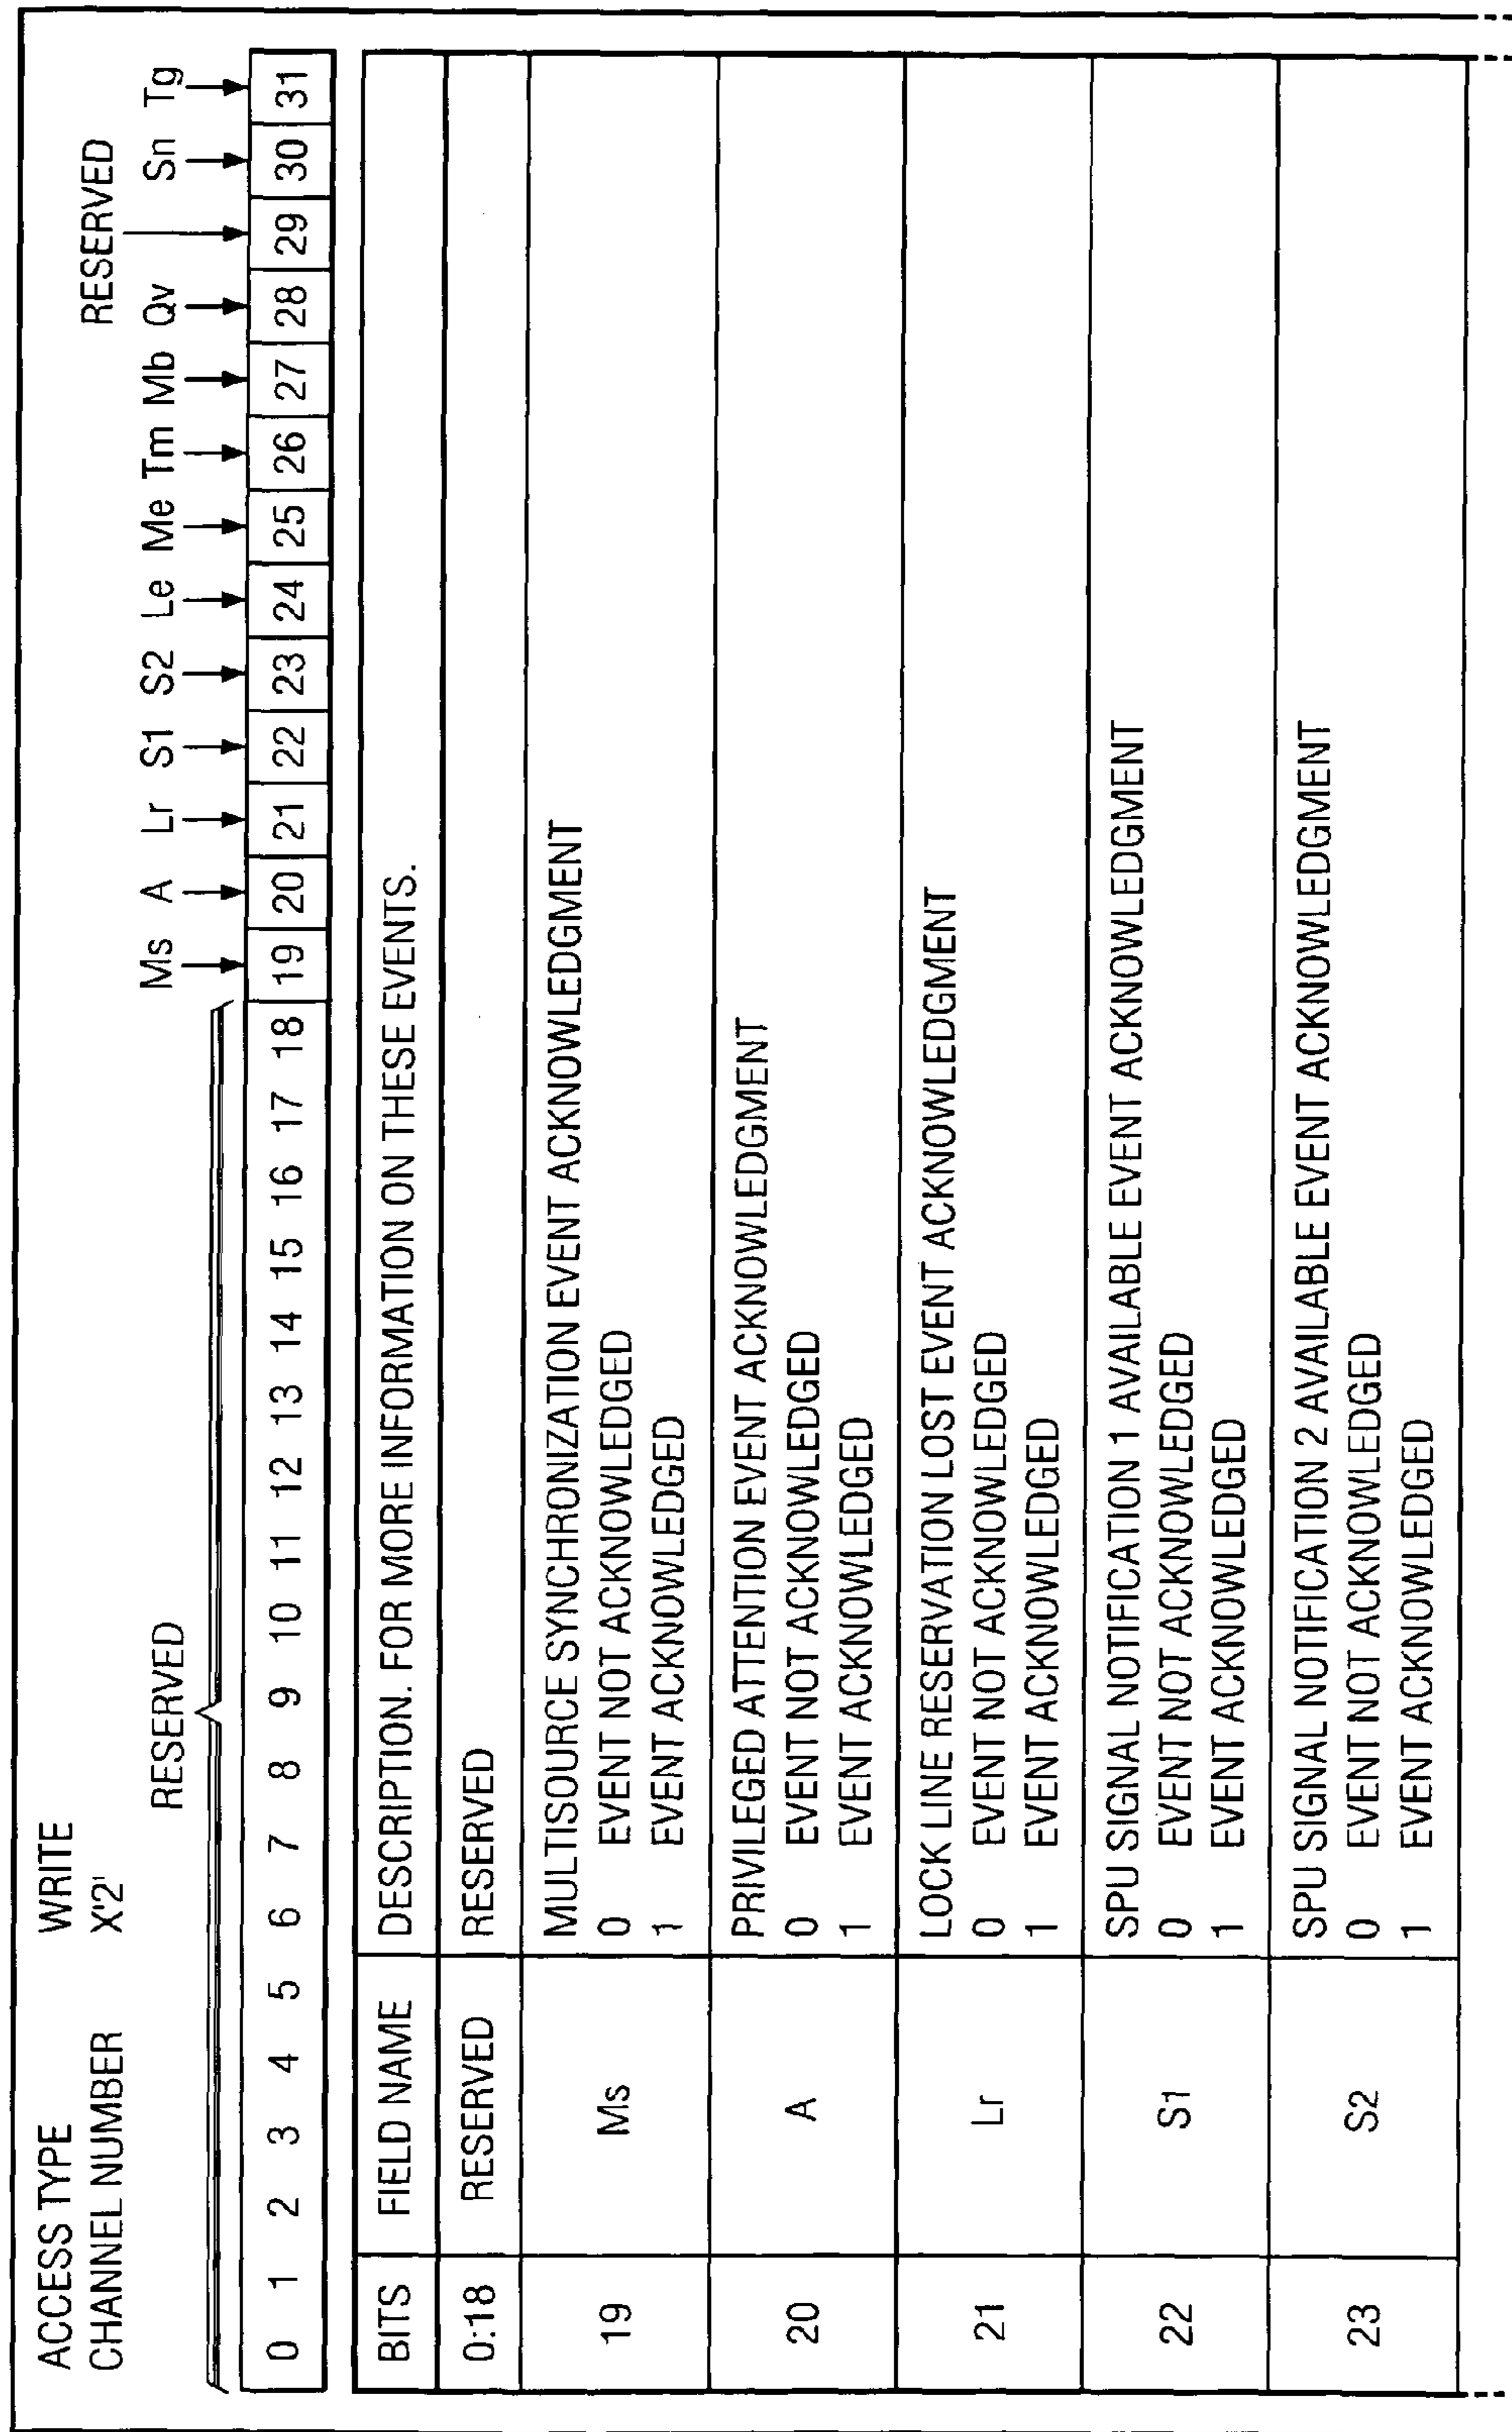 ACCESS TYPE WRITE
CHANNEL NUMBER X'2'
RESERVED
RESERVED
Ms A Lr S1 S2 Le Me Tm Mb Qv Sn Tg
0 1 2 3 4 5 6 7 8 9 10 11 12 13 14 15 16 17 18 19 20 21 22 23 24 25 26 27 28 29 30 31
BITS FIELD NAME DESCRIPTION. FOR MORE INFORMATION ON THESE EVENTS.
0:18 RESERVED RESERVED
19 Ms MULTISOURCE SYNCHRONIZATION EVENT ACKNOWLEDGMENT
0 EVENT NOT ACKNOWLEDGED
1 EVENT ACKNOWLEDGED
20 A PRIVILEGED ATTENTION EVENT ACKNOWLEDGMENT
0 EVENT NOT ACKNOWLEDGED
1 EVENT ACKNOWLEDGED
21 Lr LOCK LINE RESERVATION LOST EVENT ACKNOWLEDGMENT
0 EVENT NOT ACKNOWLEDGED
1 EVENT ACKNOWLEDGED
22 S1 SPU SIGNAL NOTIFICATION 1 AVAILABLE EVENT ACKNOWLEDGMENT
0 EVENT NOT ACKNOWLEDGED
1 EVENT ACKNOWLEDGED
23 S2 SPU SIGNAL NOTIFICATION 2 AVAILABLE EVENT ACKNOWLEDGMENT
0 EVENT NOT ACKNOWLEDGED
1 EVENT ACKNOWLEDGED